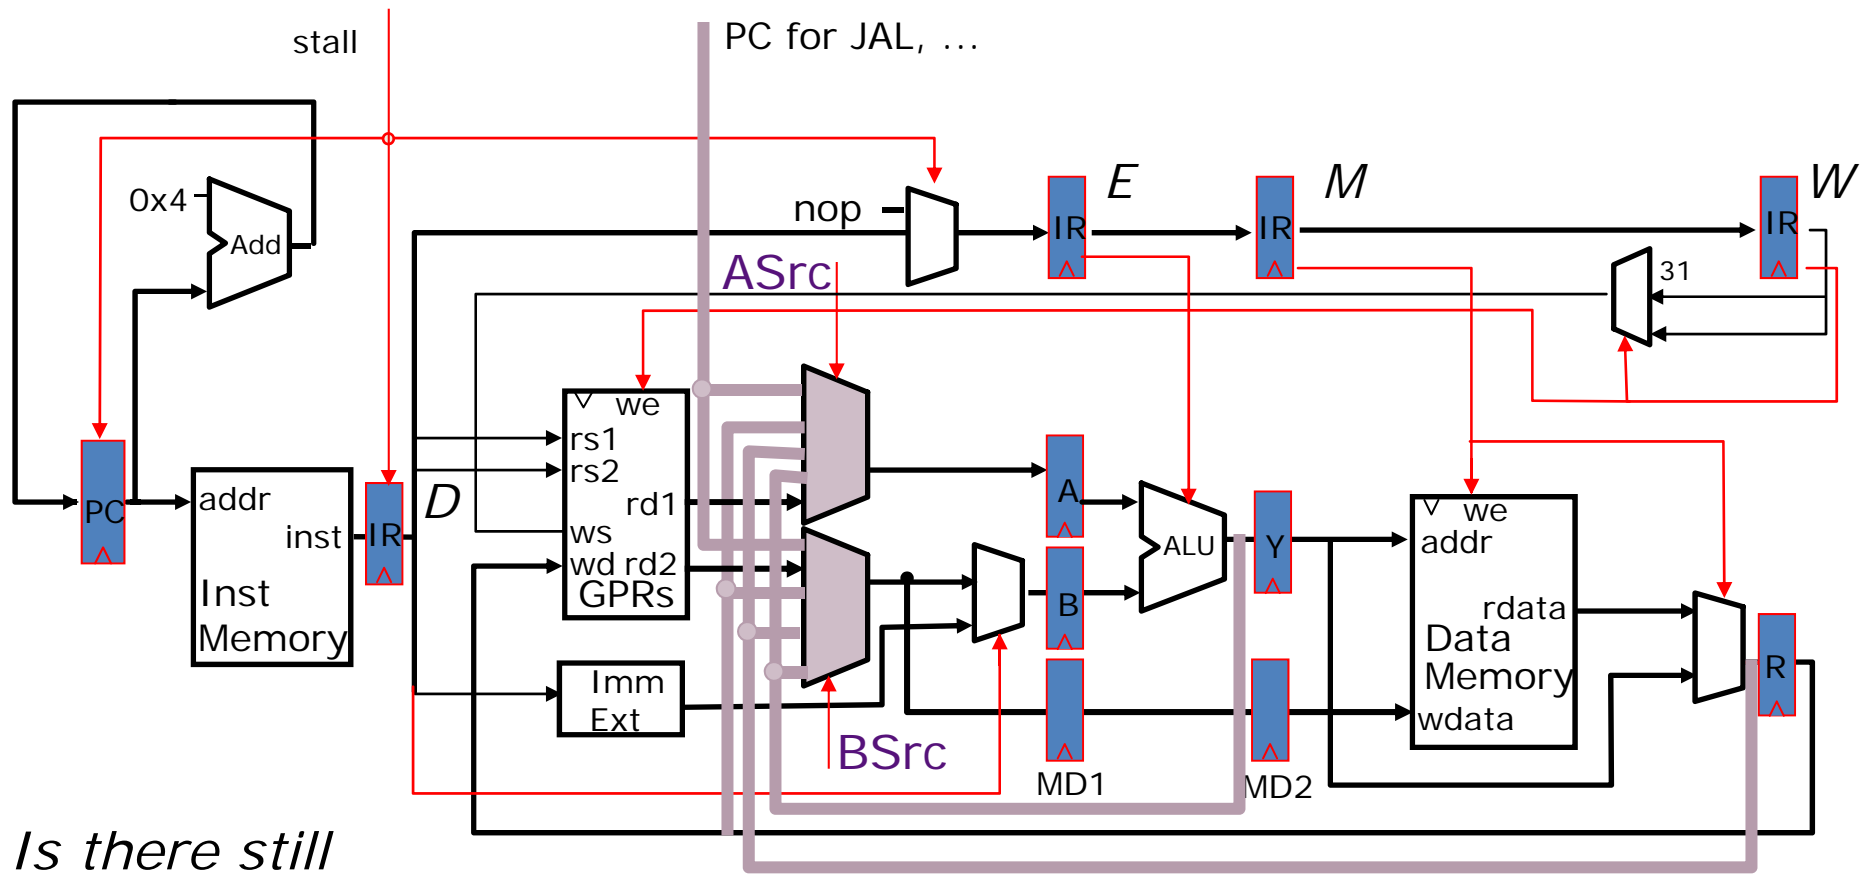 stall
PC for JAL, ...
0x4
Add
nop
IR
E
IR
M
IR
W
31
ASrc
we
rs1
rs2
rd1
ws
wd rd2
GPRs
PC
addr
inst
Inst
Memory
IR
D
A
B
ALU
Y
we
addr
rdata
Data
Memory
wdata
R
Imm
Ext
BSrc
MD1
MD2
Is there still